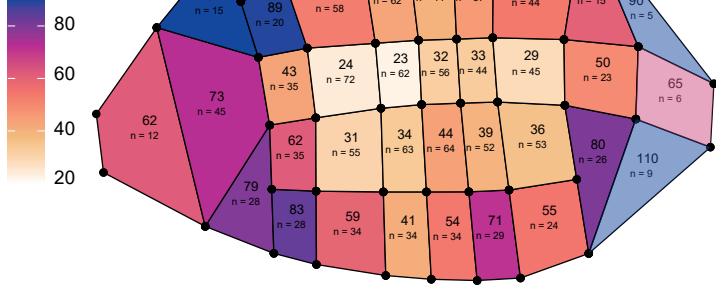 n = 15
89
n = 20
n = 58
n = 62
n = 44
n = 15
90
n = 5
80
60
40
20
62
n = 12
73
n = 45
43
n = 35
24
n = 72
23
n = 62
32
n = 56
33
n = 44
29
n = 45
50
n = 23
65
n = 6
62
n = 35
31
n = 55
34
n = 63
44
n = 64
39
n = 52
36
n = 53
80
n = 26
110
n = 9
79
n = 28
83
n = 28
59
n = 34
41
n = 34
54
n = 34
71
n = 29
55
n = 24